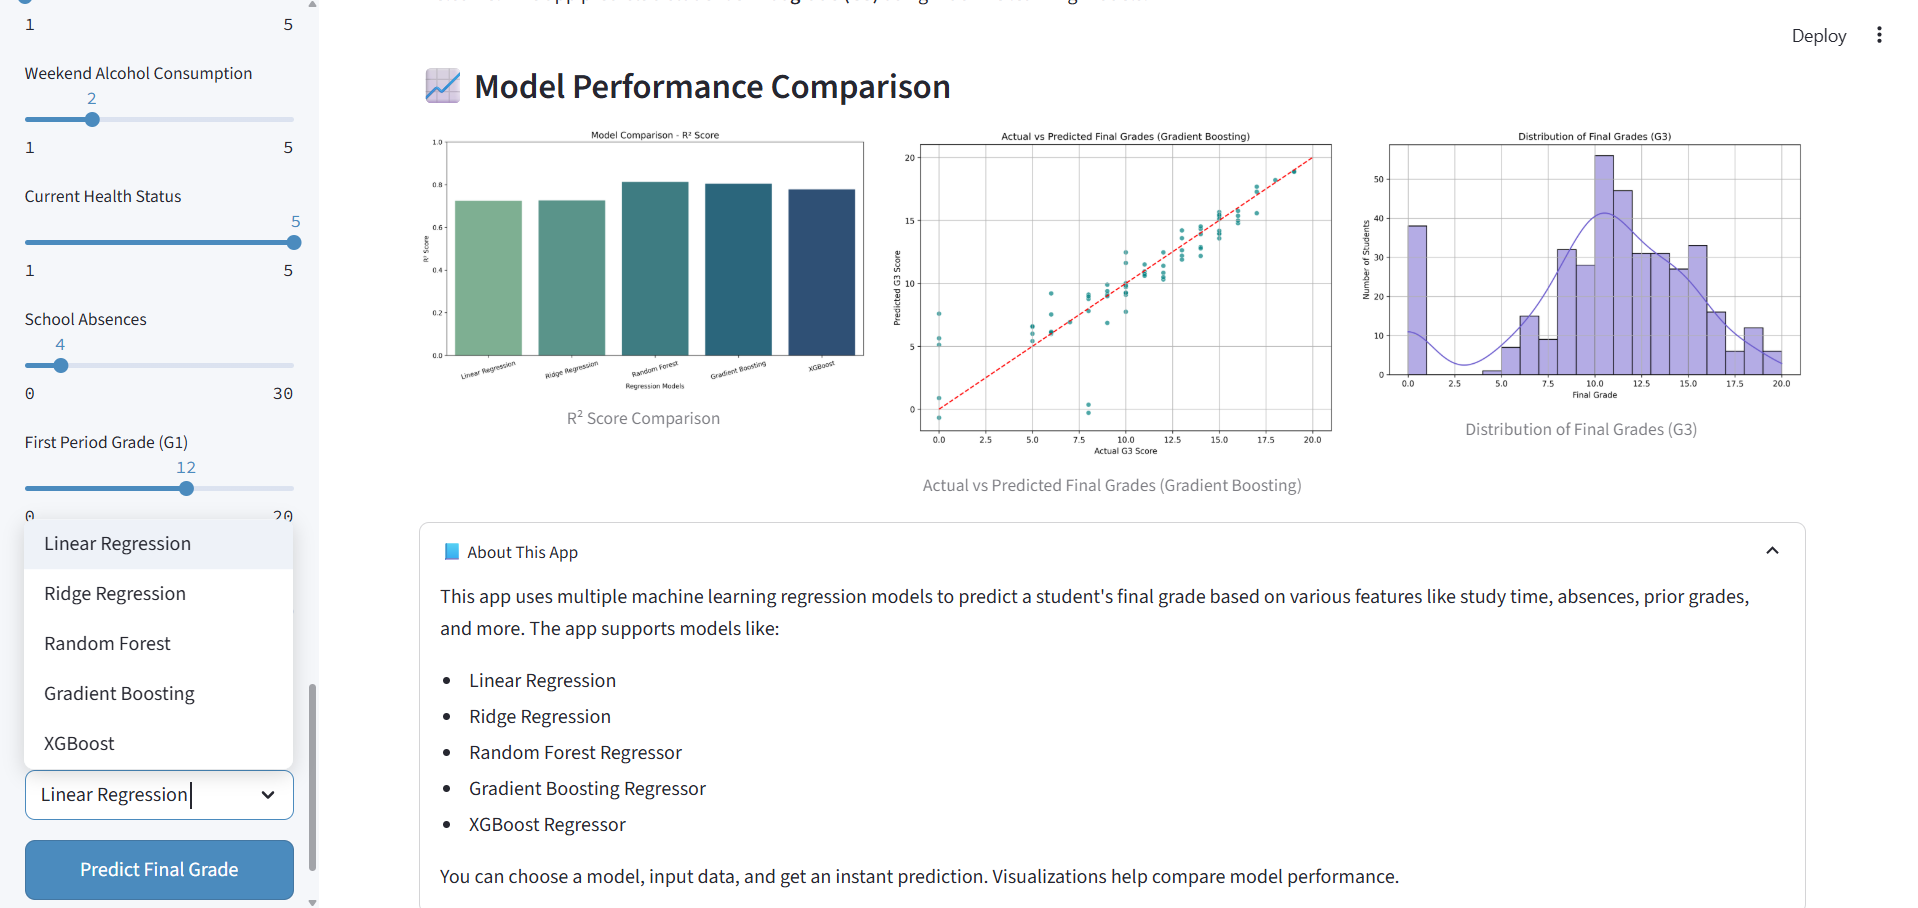 1 5
Weekend Alcohol Consumption
2
1 5
Current Health Status
5
1 5
School Absences
4
0 30
First Period Grade (G1)
12
0 20
Linear Regression
Ridge Regression
Random Forest
Gradient Boosting
XGBoost
Linear Regression
Predict Final Grade
Deploy
Model Performance Comparison
Model Comparison - R² Score
R² Score
1.0
0.8
0.6
0.4
0.2
0.0
Linear Regression
Ridge Regression
Random Forest
Gradient Boosting
XGBoost
Regression Models
R² Score Comparison
Actual vs Predicted Final Grades (Gradient Boosting)
Predicted G3 Score
20
15
10
5
0
0.0 2.5 5.0 7.5 10.0 12.5 15.0 17.5 20.0
Actual G3 Score
Actual vs Predicted Final Grades (Gradient Boosting)
Distribution of Final Grades (G3)
Number of Students
50
40
30
20
10
0
0.0 2.5 5.0 7.5 10.0 12.5 15.0 17.5 20.0
Final Grade
Distribution of Final Grades (G3)
About This App
This app uses multiple machine learning regression models to predict a student's final grade based on various features like study time, absences, prior grades,
and more. The app supports models like:
Linear Regression
Ridge Regression
Random Forest Regressor
Gradient Boosting Regressor
XGBoost Regressor
You can choose a model, input data, and get an instant prediction. Visualizations help compare model performance.